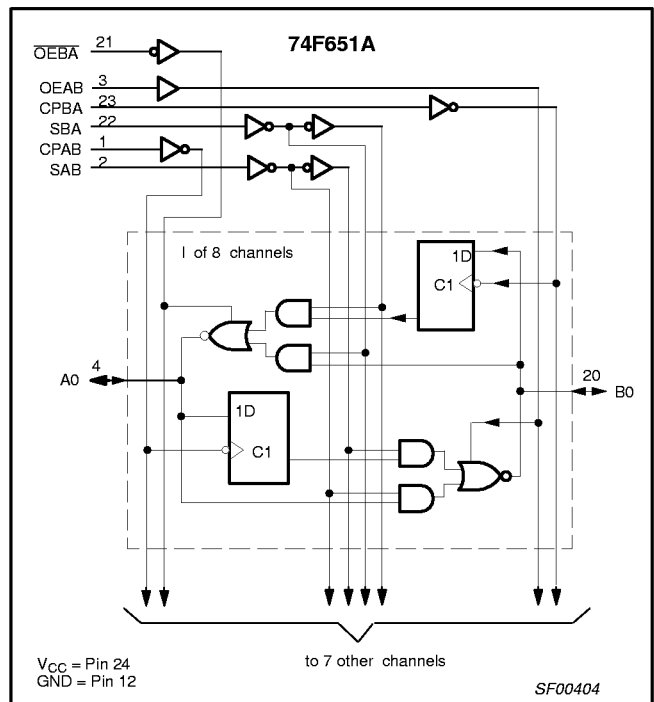 74F651A
OEBA 21
OEAB 3
CPBA 23
SBA 22
CPAB 1
SAB 2
I of 8 channels
1D
C1
A0 4
20 B0
1D
C1
to 7 other channels
VCC = Pin 24
GND = Pin 12
SF00404